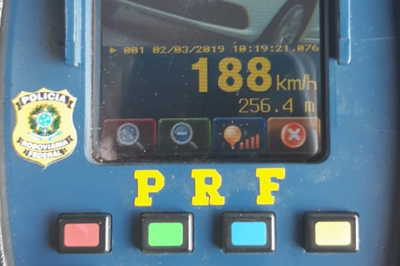 ▶ 001 02/03/2019 10:19:21.076
188 km/h
256.4 m
POLÍCIA
RODOVIÁRIA
FEDERAL
PRF